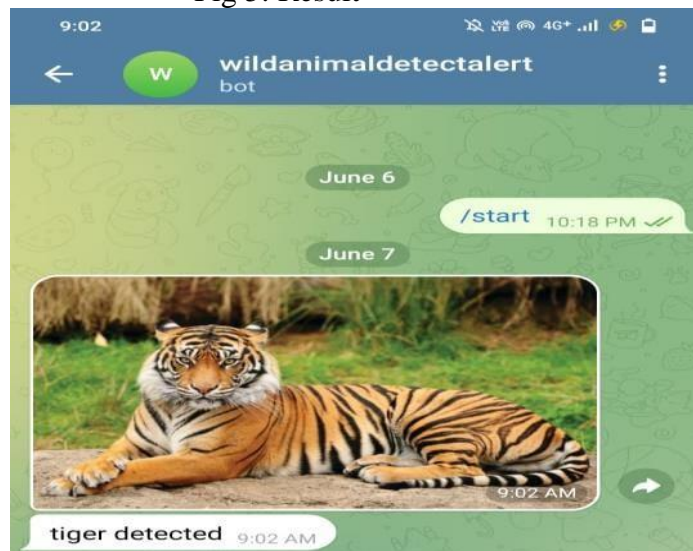 9:02 4G+
W wildanimaldetectalert
bot
June 6
/start 10:18 PM
June 7
9:02 AM
tiger detected 9:02 AM